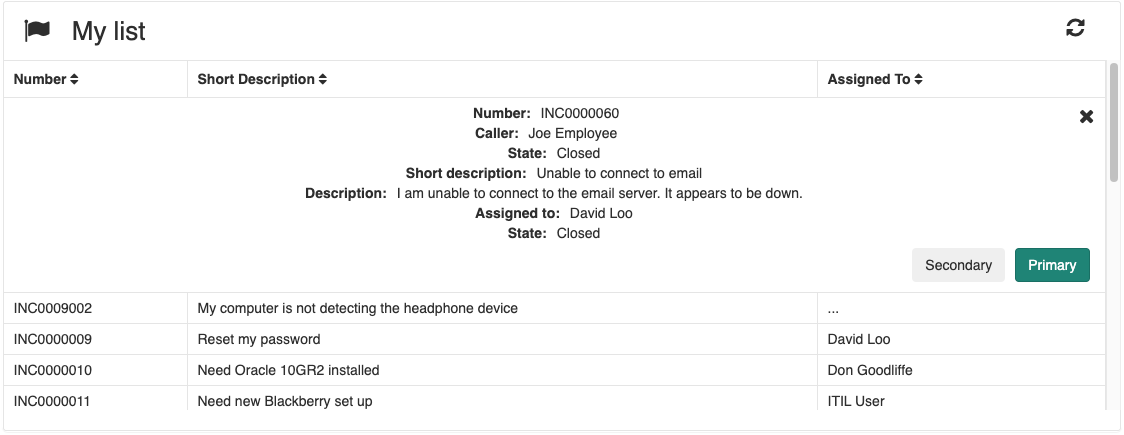 My list
Number Short Description Assigned To
Number: INC0000060
Caller: Joe Employee
State: Closed
Short description: Unable to connect to email
Description: I am unable to connect to the email server. It appears to be down.
Assigned to: David Loo
State: Closed
Secondary Primary
INC0009002 My computer is not detecting the headphone device ...
INC0000009 Reset my password David Loo
INC0000010 Need Oracle 10GR2 installed Don Goodliffe
INC0000011 Need new Blackberry set up ITIL User